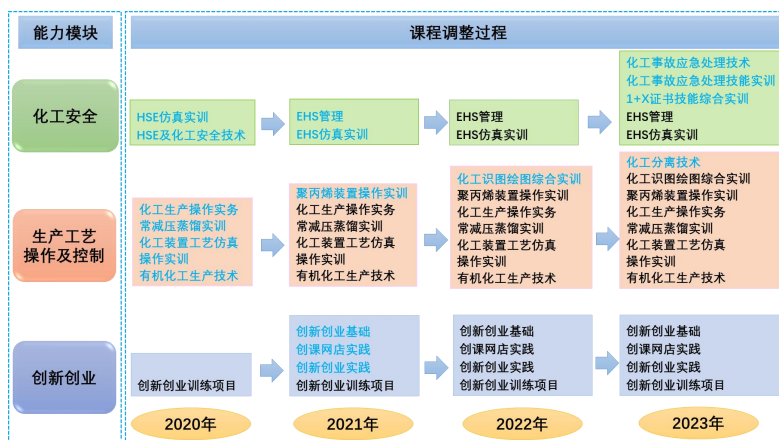 能力模块
课程调整过程
化工安全
HSE仿真实训
HSE及化工安全技术
EHS管理
EHS仿真实训
EHS管理
EHS仿真实训
化工事故应急处理技术
化工事故应急处理技能实训
1+X证书技能综合实训
EHS管理
EHS仿真实训
生产工艺
操作及控制
化工生产操作实务
常减压蒸馏实训
化工装置工艺仿真
操作实训
有机化工生产技术
聚丙烯装置操作实训
化工生产操作实务
常减压蒸馏实训
化工装置工艺仿真
操作实训
有机化工生产技术
化工识图绘图综合实训
聚丙烯装置操作实训
化工生产操作实务
常减压蒸馏实训
化工装置工艺仿真
操作实训
有机化工生产技术
化工分离技术
化工识图绘图综合实训
聚丙烯装置操作实训
化工生产操作实务
常减压蒸馏实训
化工装置工艺仿真
操作实训
有机化工生产技术
创新创业
创新创业训练项目
创新创业基础
创课网店实践
创新创业实践
创新创业训练项目
创新创业基础
创课网店实践
创新创业实践
创新创业训练项目
创新创业基础
创课网店实践
创新创业实践
创新创业训练项目
2020年
2021年
2022年
2023年